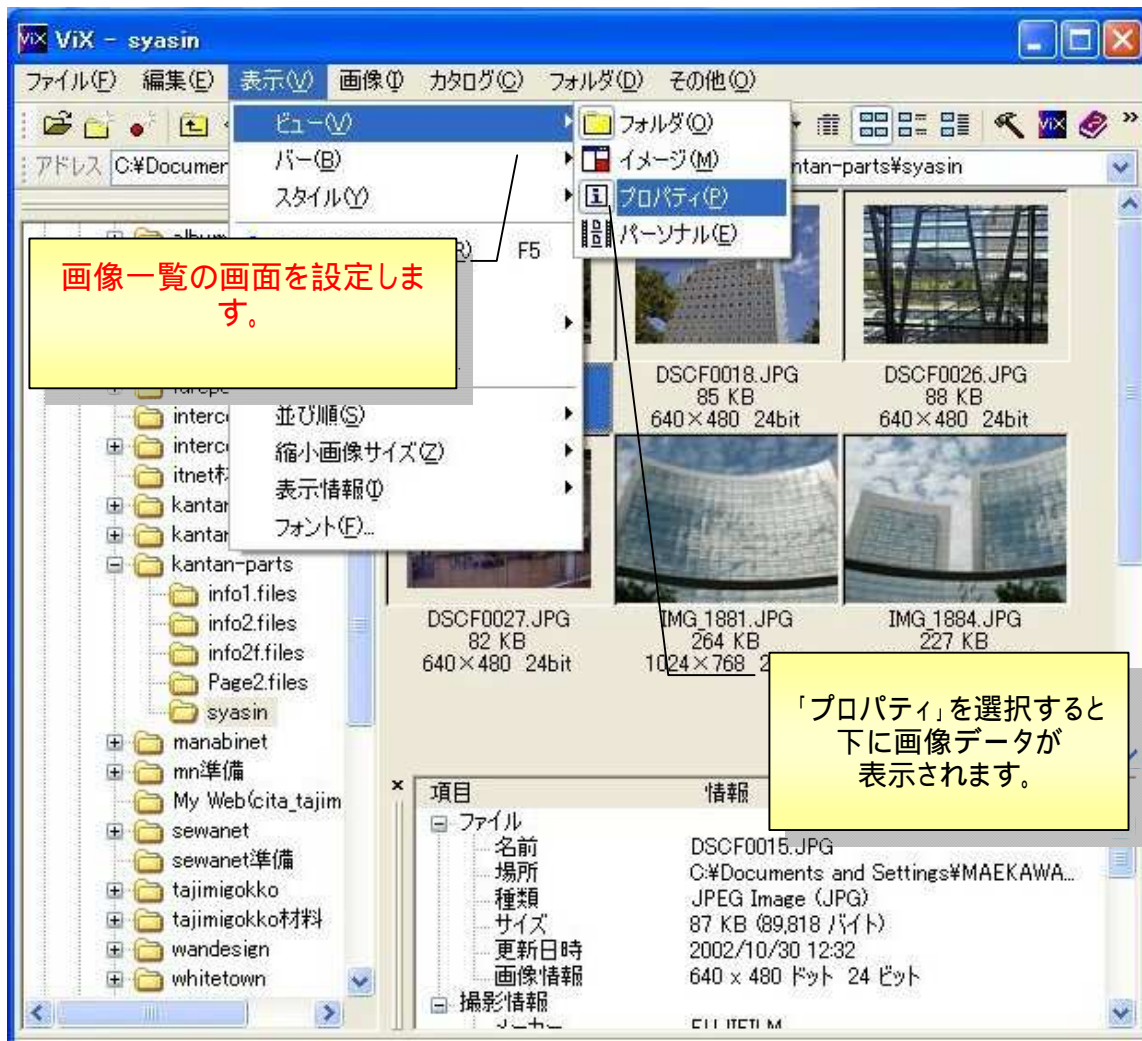 ViX - syasin
ファイル(F) 編集(E) 表示(V) 画像(I) カタログ(C) フォルダ(D) その他(O)
アドレス C:¥Documen
ntan-parts¥syasin
ビュー(V)
バー(B)
スタイル(Y)
F5
並び順(S)
縮小画像サイズ(Z)
表示情報(I)
フォント(F)...
フォルダ(O)
イメージ(M)
プロパティ(P)
パーソナル(E)
画像一覧の画面を設定しま
す。
interc
interc
kantan
kantan
kantan-parts
info1.files
info2.files
info2f.files
Page2.files
syasin
manabinet
mn準備
My Web(cita_tajim
sewanet
sewanet準備
tajimigokko
tajimigokko材料
wandesign
whitetown
DSCF0018.JPG
85 KB
640×480 24bit
DSCF0026.JPG
88 KB
640×480 24bit
DSCF0027.JPG
82 KB
640×480 24bit
IMG_1881.JPG
264 KB
1024×768 2
IMG_1884.JPG
227 KB
「プロパティ」を選択すると
下に画像データが
表示されます。
項目 情報
ファイル
名前 DSCF0015.JPG
場所 C:¥Documents and Settings¥MAEKAWA...
種類 JPEG Image (JPG)
サイズ 87 KB (89,818 バイト)
更新日時 2002/10/30 12:32
画像情報 640 x 480 ドット 24 ビット
撮影情報